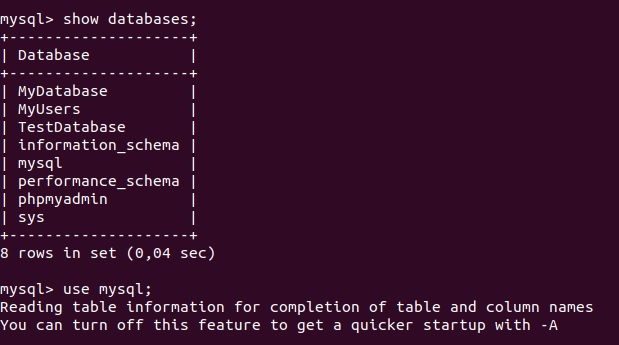 mysql> show databases;
+--------------------+
| Database           |
+--------------------+
| MyDatabase         |
| MyUsers            |
| TestDatabase       |
| information_schema |
| mysql              |
| performance_schema |
| phpmyadmin         |
| sys                |
+--------------------+
8 rows in set (0,04 sec)

mysql> use mysql;
Reading table information for completion of table and column names
You can turn off this feature to get a quicker startup with -A